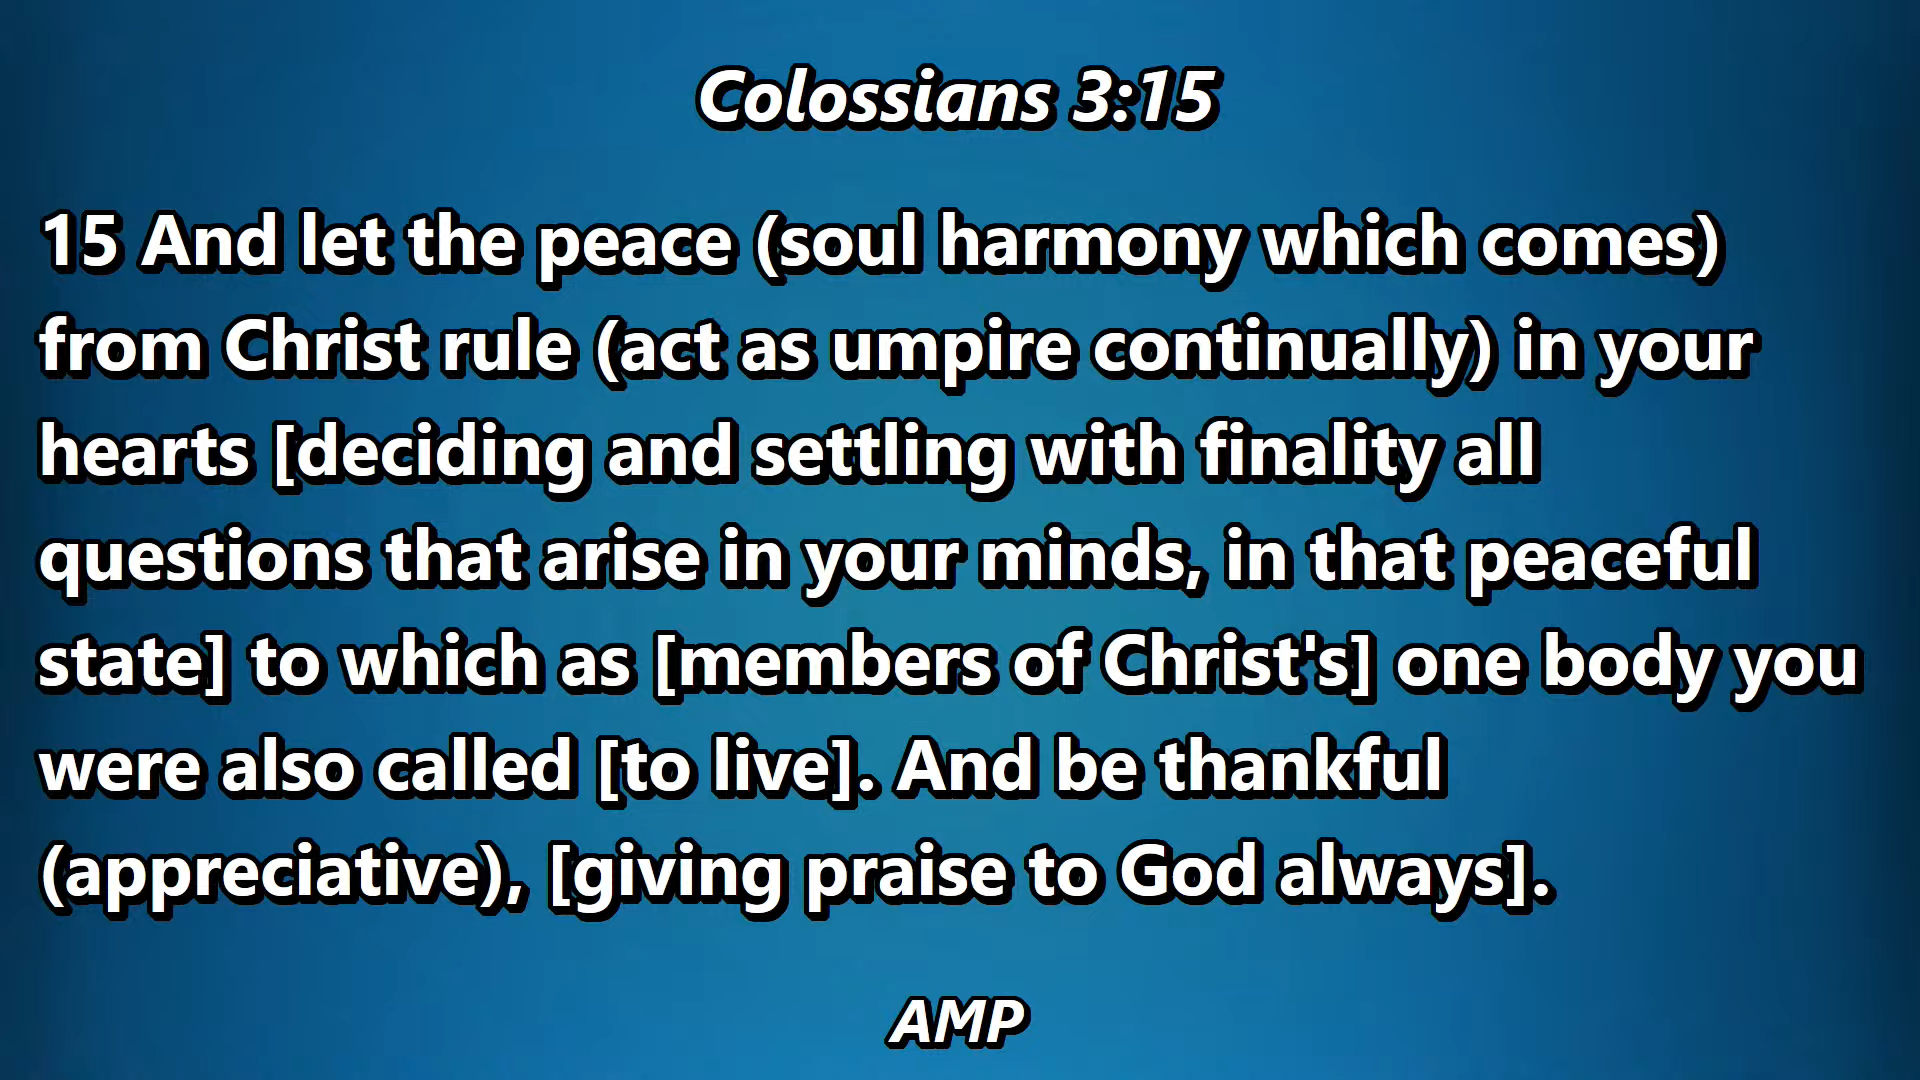 Colossians 3:15
15 And let the peace (soul harmony which comes)
from Christ rule (act as umpire continually) in your
hearts [deciding and settling with finality all
questions that arise in your minds, in that peaceful
state] to which as [members of Christ's] one body you
were also called [to live]. And be thankful
(appreciative), [giving praise to God always].
AMP